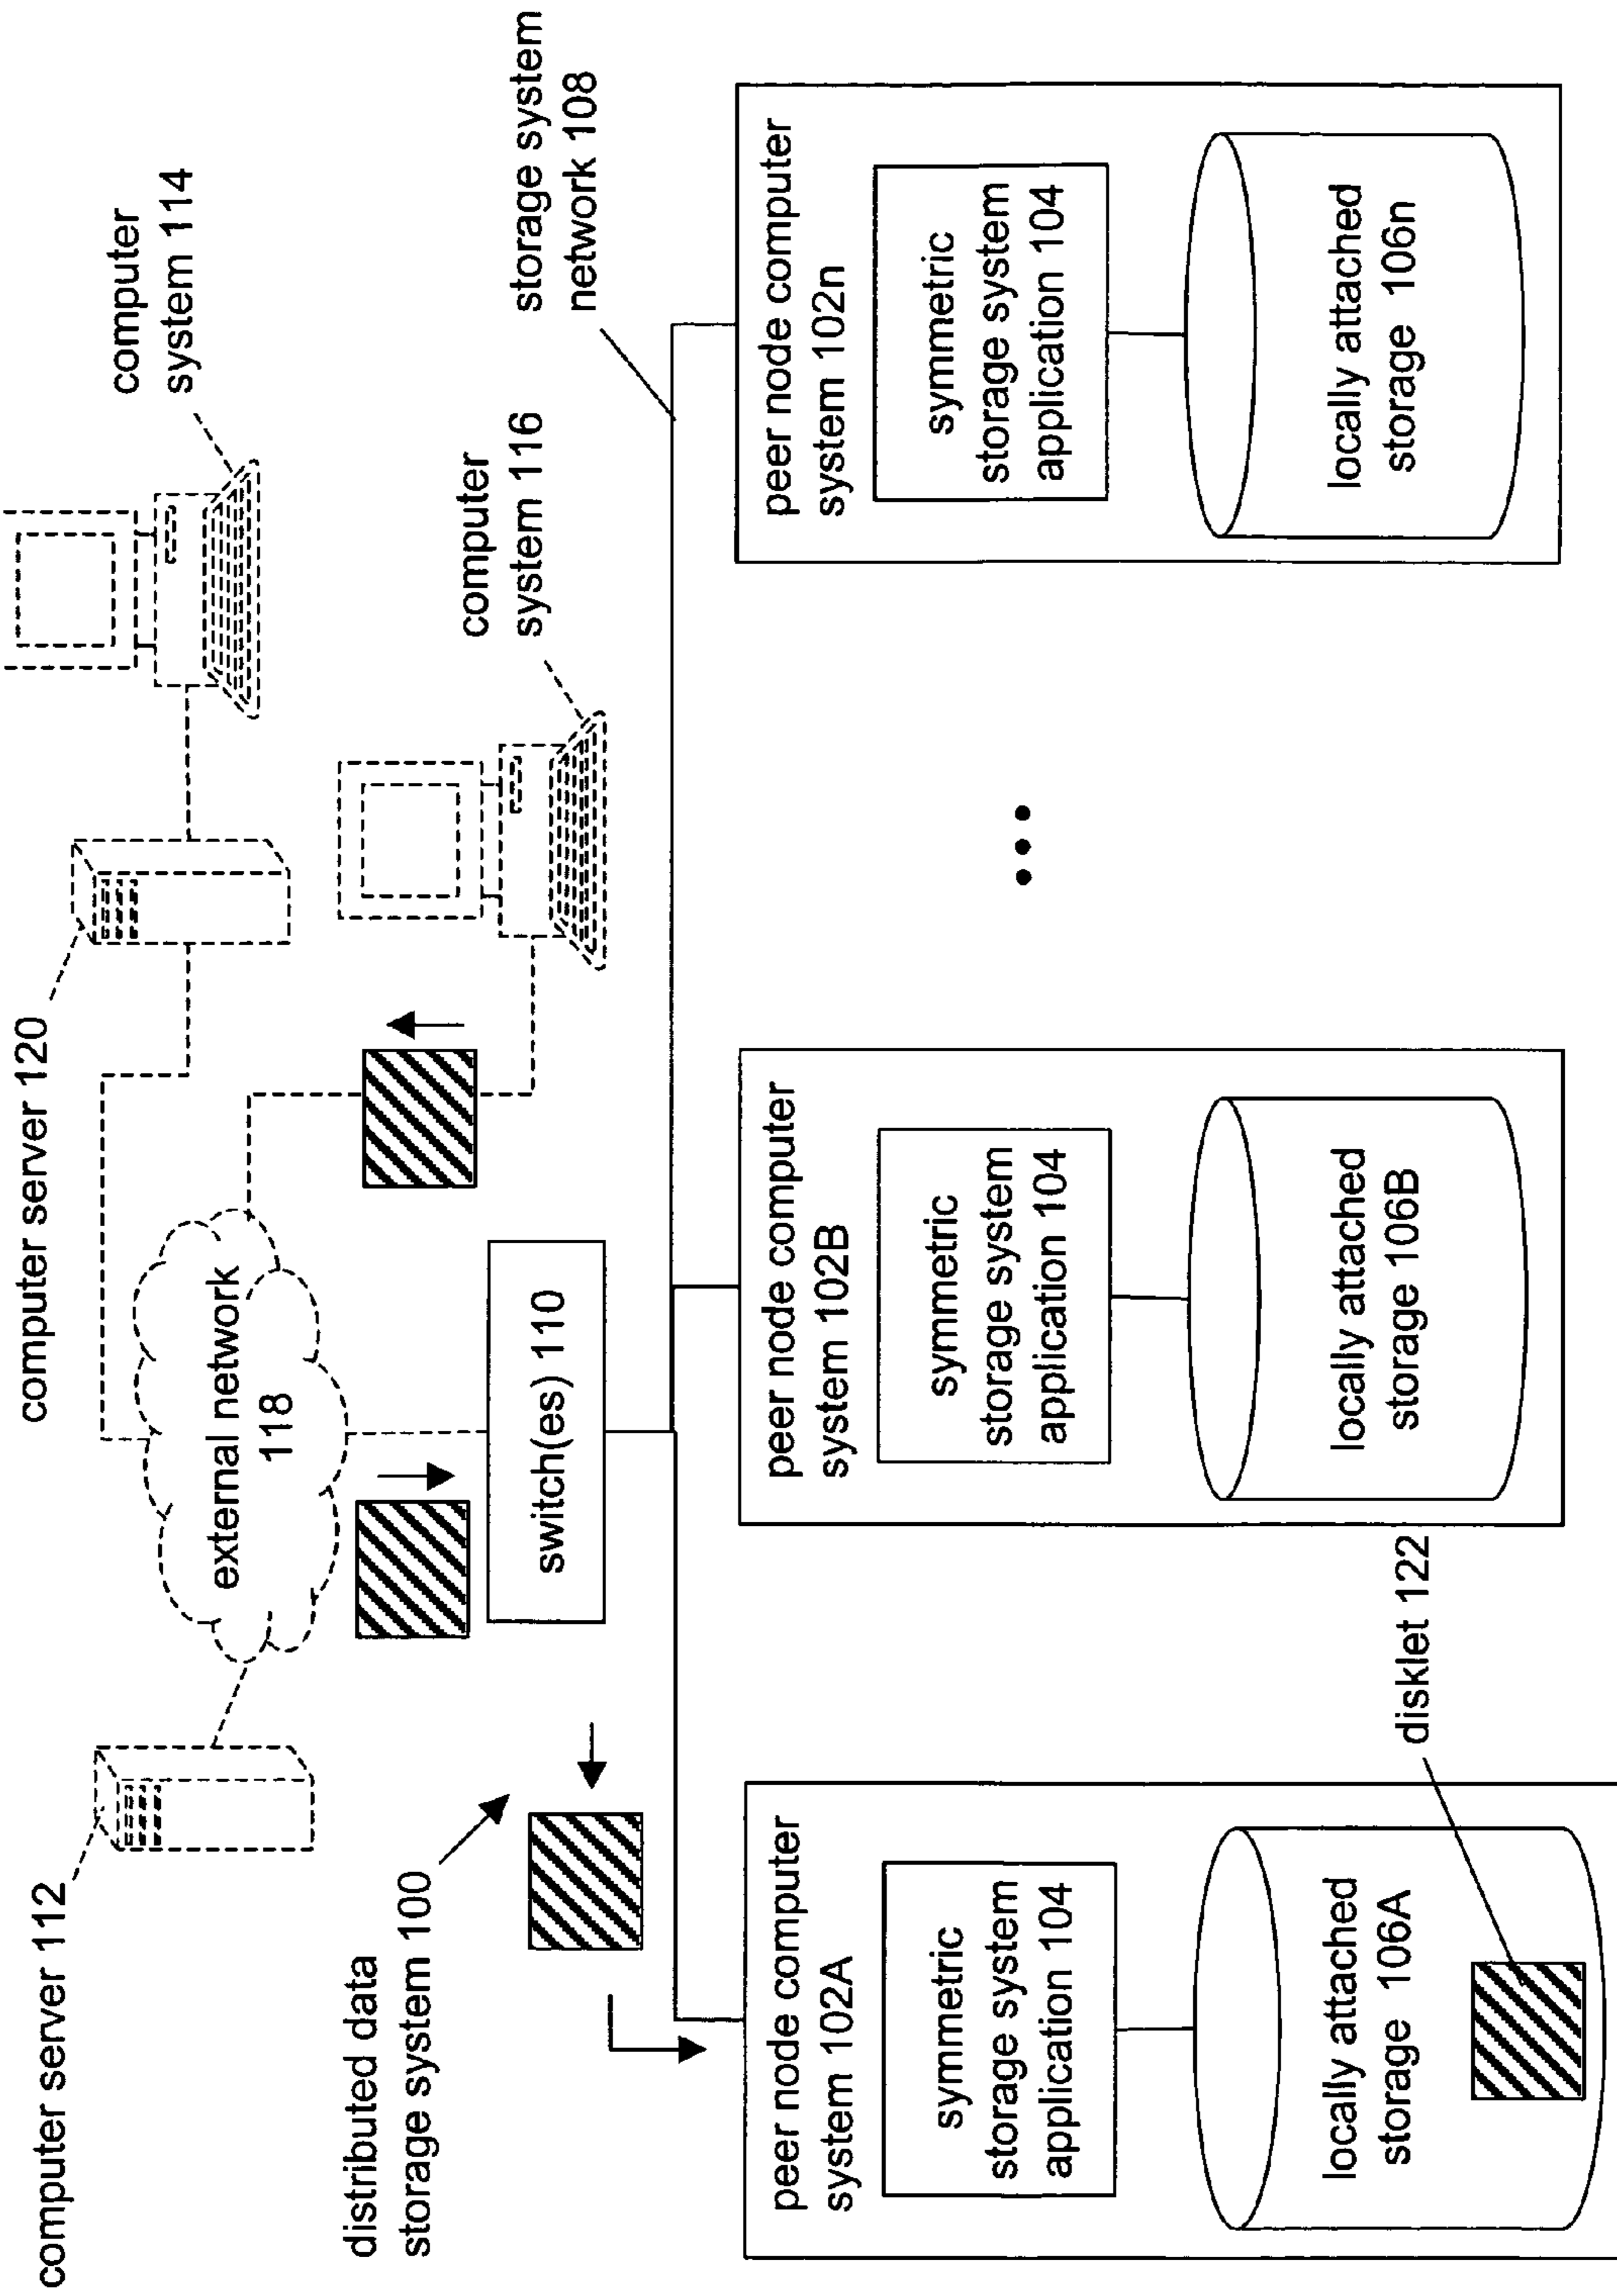 computer server 112
computer server 120
computer
system 114
external network
118
computer
system 116
distributed data
storage system 100
switch(es) 110
storage system
network 108
peer node computer
system 102A
symmetric
storage system
application 104
locally attached
storage 106A
disklet 122
peer node computer
system 102B
symmetric
storage system
application 104
locally attached
storage 106B
peer node computer
system 102n
symmetric
storage system
application 104
locally attached
storage 106n